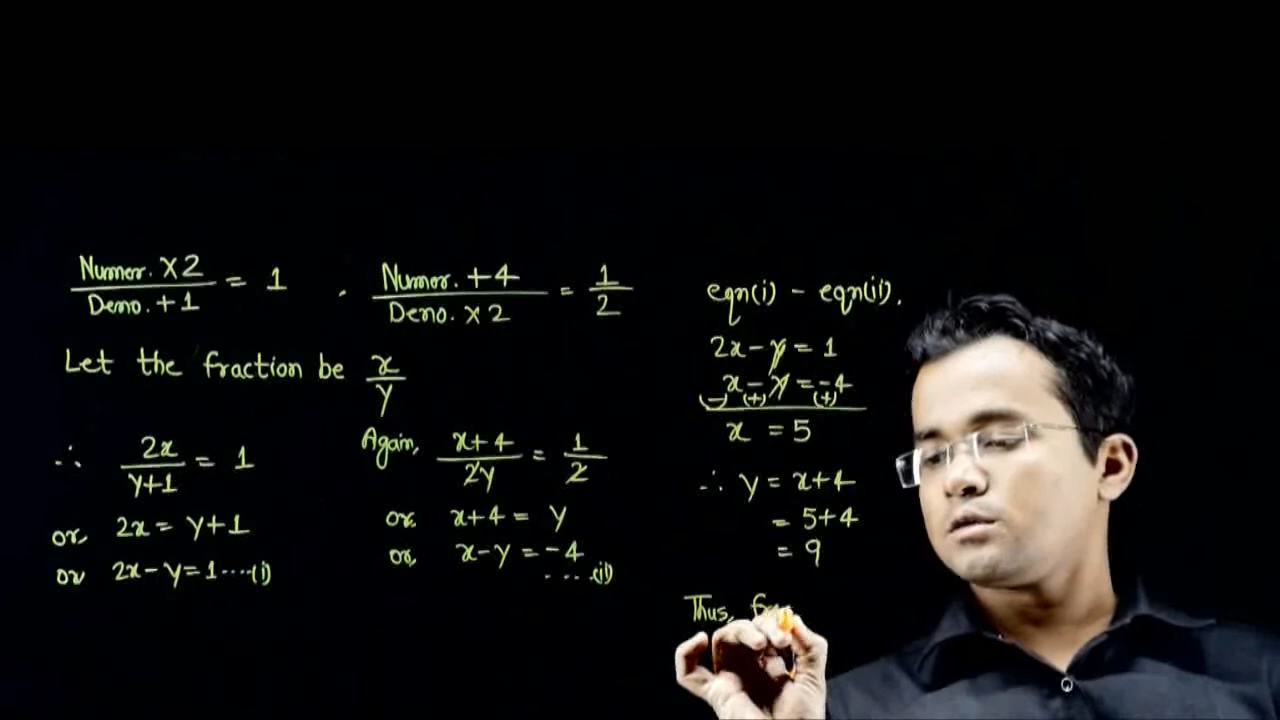 Numer. × 2 / Deno. + 1 = 1 , Numer. + 4 / Deno. × 2 = 1/2
Let the fraction be x/y
∴ 2x / y+1 = 1
or, 2x = y+1
or 2x − y = 1 ....(i)
Again, x+4 / 2y = 1/2
or, x+4 = y
or, x−y = −4
....(ii)
eqn(i) − eqn(ii).
2x − y = 1
x − y = −4
(−) (+) (+)
x = 5
∴ y = x+4
= 5+4
= 9
Thus,